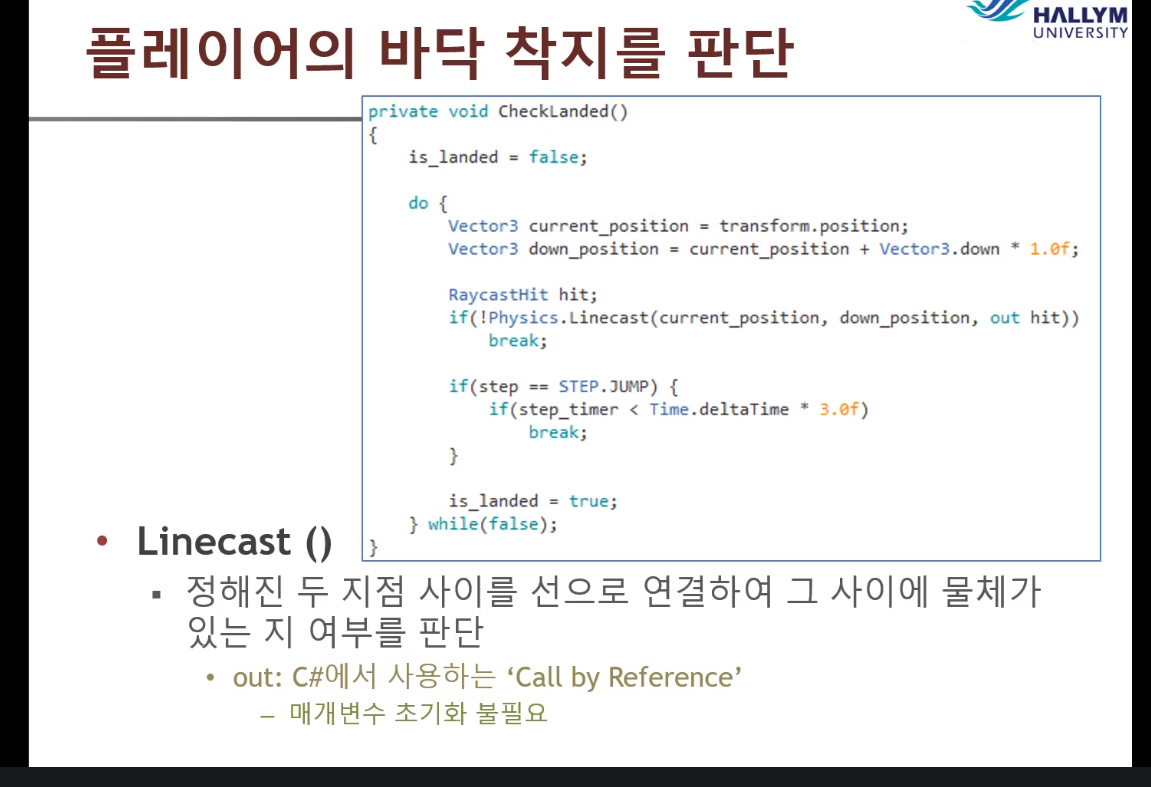 HALLYM
UNIVERSITY
플레이어의 바닥 착지를 판단
private void CheckLanded()
{
is_landed = false;
do {
Vector3 current_position = transform.position;
Vector3 down_position = current_position + Vector3.down * 1.0f;
RaycastHit hit;
if(!Physics.Linecast(current_position, down_position, out hit))
break;
if(step == STEP.JUMP) {
if(step_timer < Time.deltaTime * 3.0f)
break;
}
is_landed = true;
} while(false);
}
• Linecast ()
▪ 정해진 두 지점 사이를 선으로 연결하여 그 사이에 물체가
있는 지 여부를 판단
• out: C#에서 사용하는 ‘Call by Reference’
– 매개변수 초기화 불필요